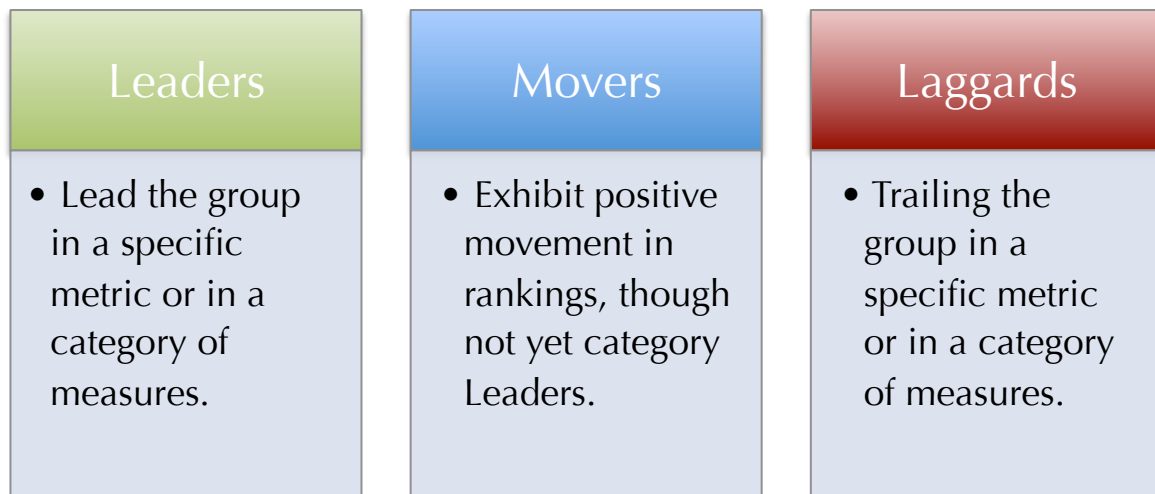 Leaders
• Lead the group
in a specific
metric or in a
category of
measures.
Movers
• Exhibit positive
movement in
rankings, though
not yet category
Leaders.
Laggards
• Trailing the
group in a
specific metric
or in a category
of measures.